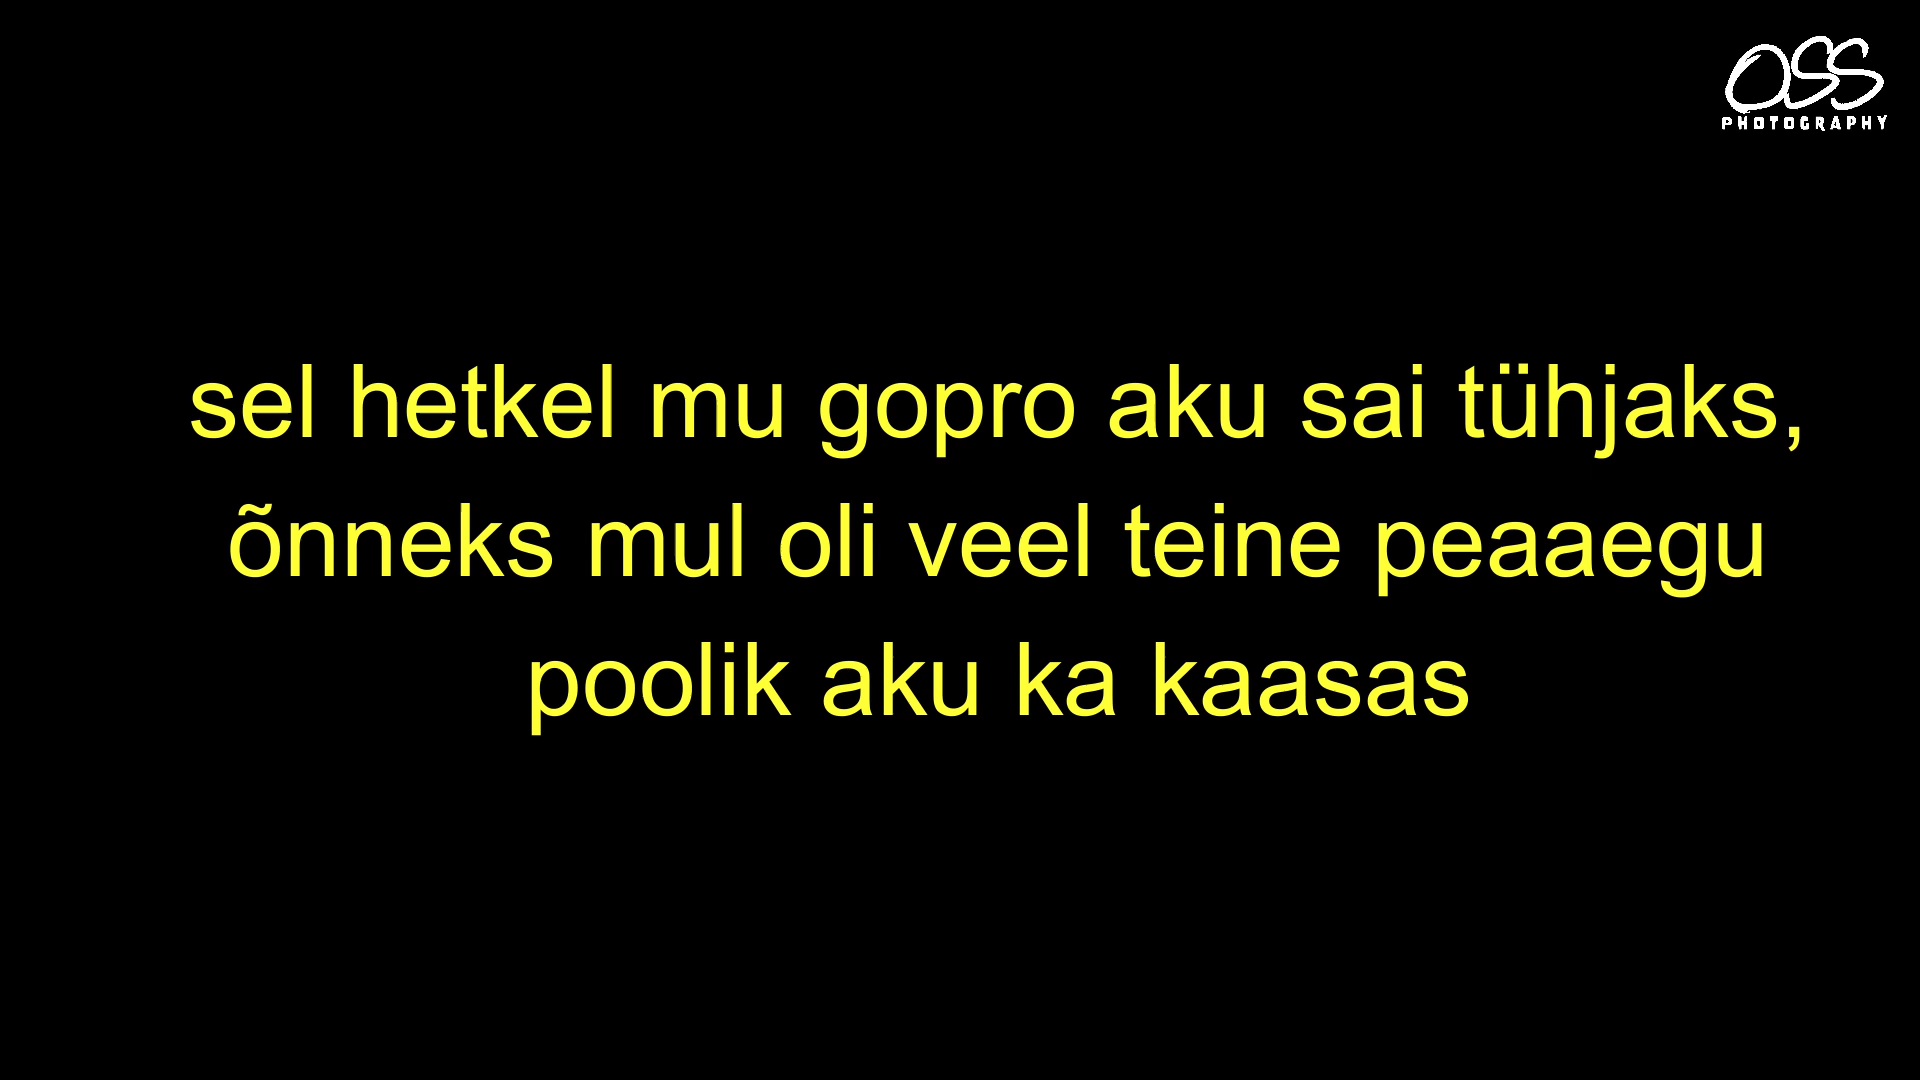 OSS
PHOTOGRAPHY
sel hetkel mu gopro aku sai tühjaks,
õnneks mul oli veel teine peaaegu
poolik aku ka kaasas